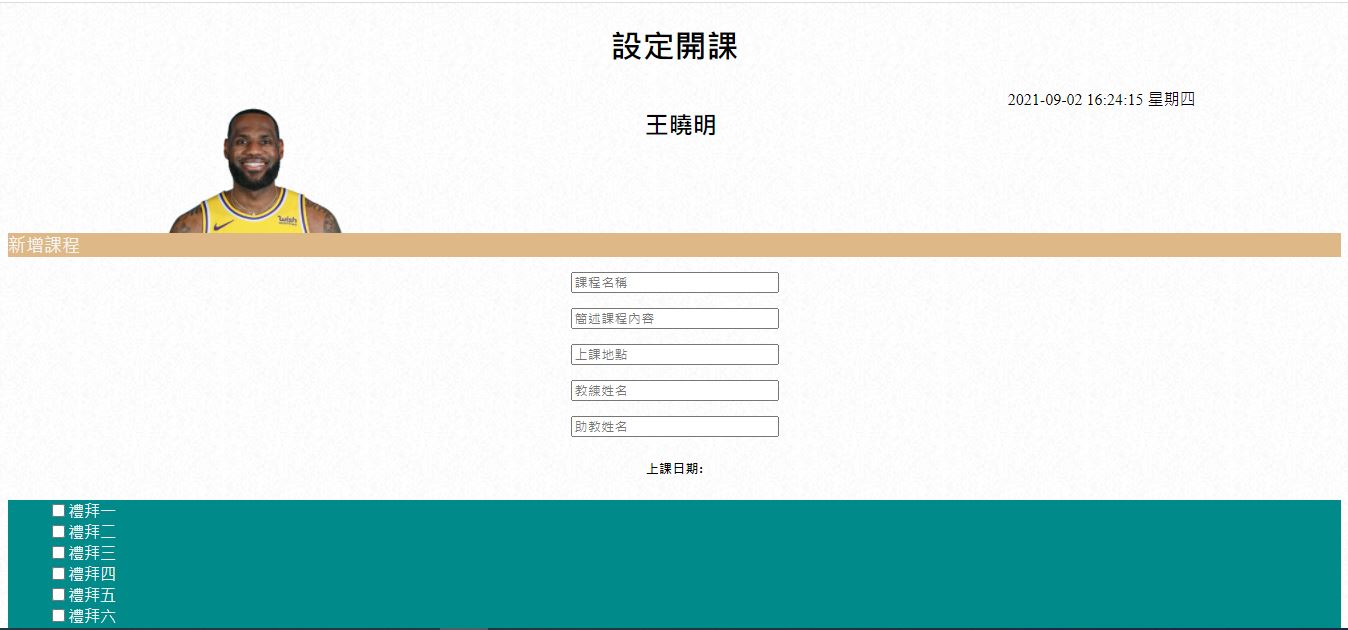 設定開課
2021-09-02 16:24:15 星期四
王曉明
wish
新增課程
課程名稱
簡述課程內容
上課地點
教練姓名
助教姓名
上課日期:
禮拜一
禮拜二
禮拜三
禮拜四
禮拜五
禮拜六